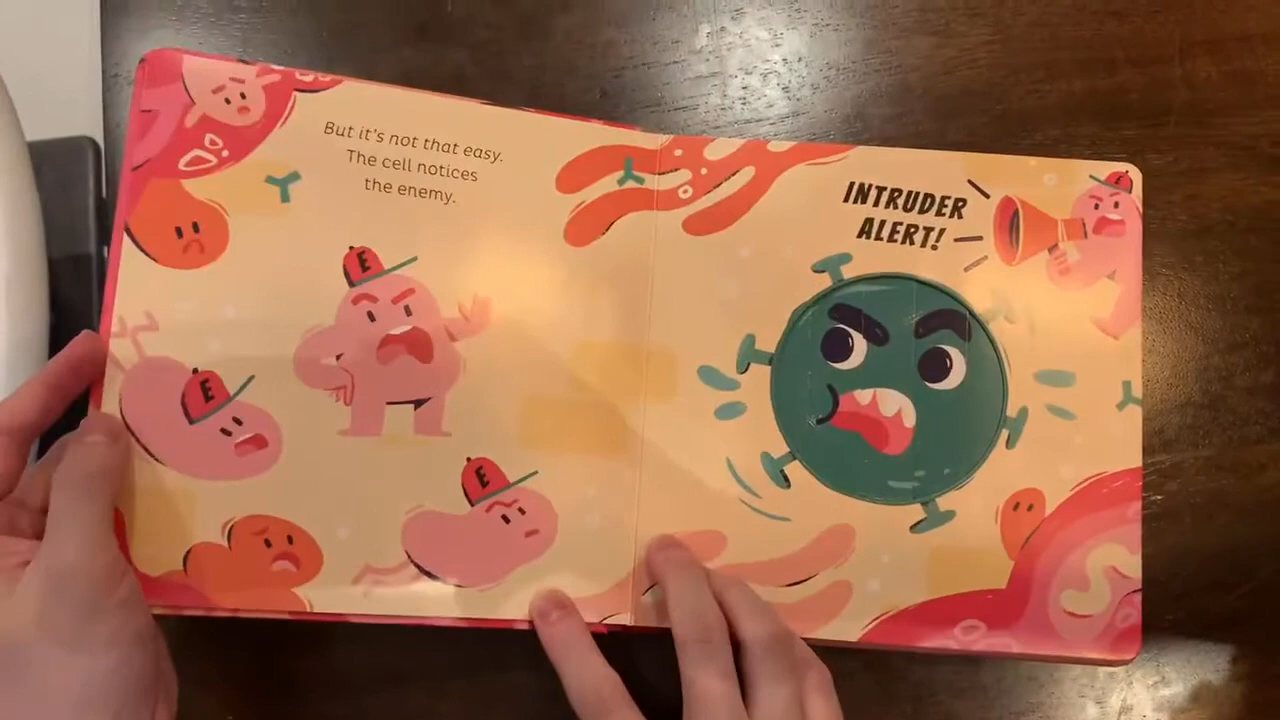 But it's not that easy.
The cell notices
the enemy.
INTRUDER
ALERT!
E
E
E
E